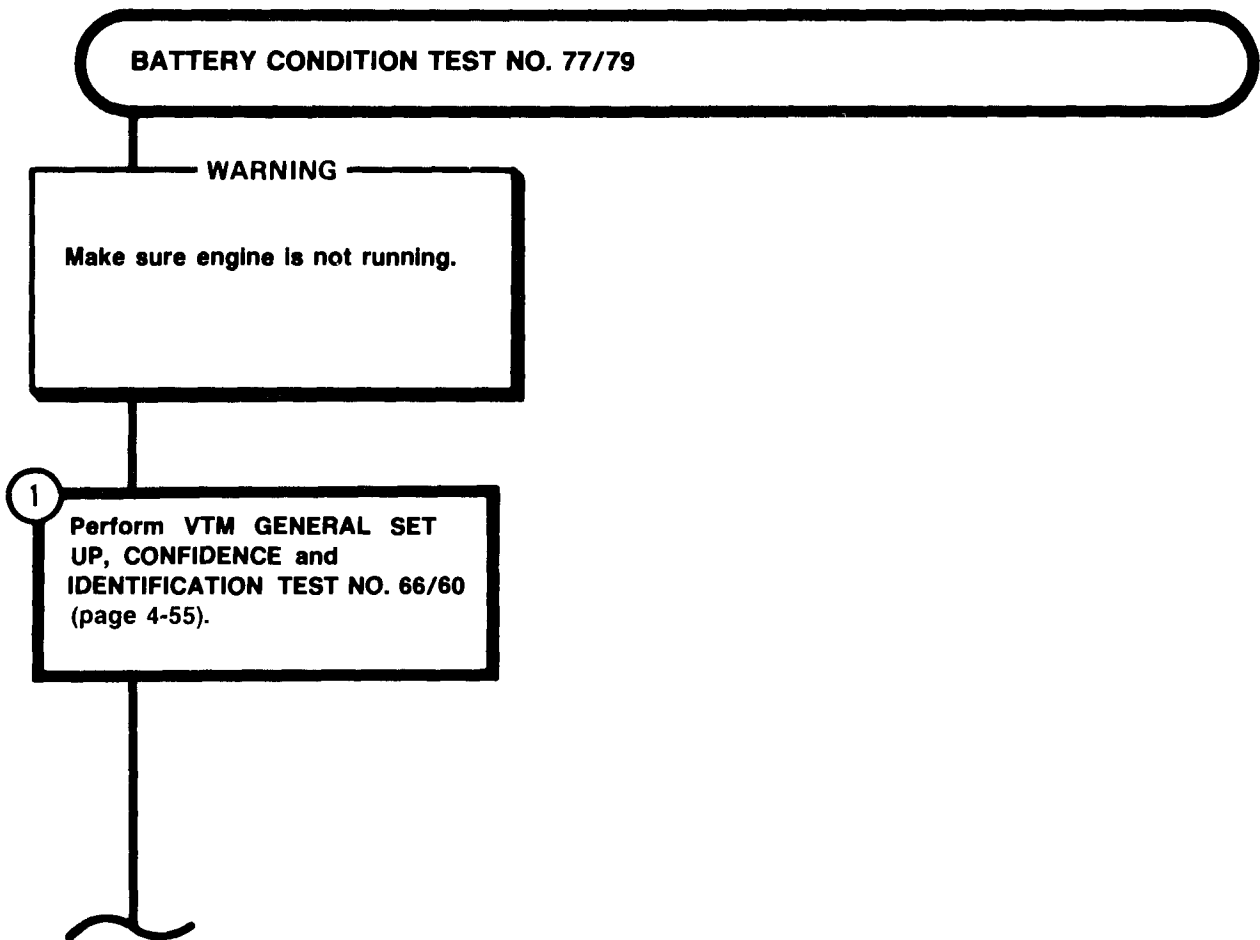 BATTERY CONDITION TEST NO. 77/79
WARNING
Make sure engine is not running.
1
Perform VTM GENERAL SET
UP, CONFIDENCE and
IDENTIFICATION TEST NO. 66/60
(page 4-55).